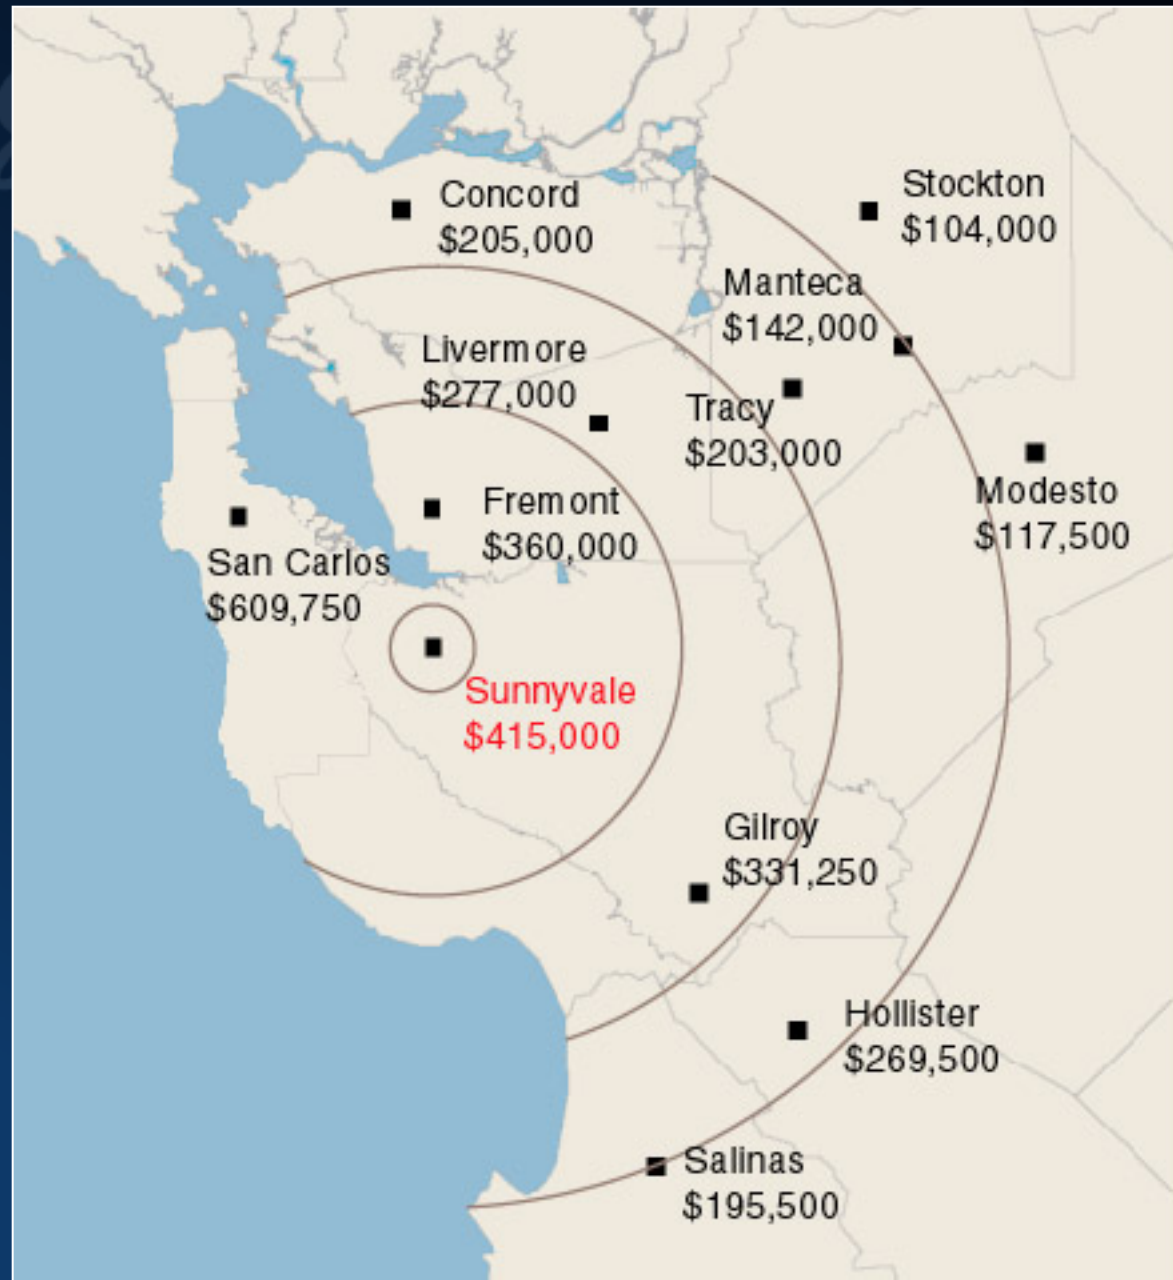 Concord
$205,000
Stockton
$104,000
Manteca
$142,000
Livermore
$277,000
Tracy
$203,000
Modesto
$117,500
Fremont
$360,000
San Carlos
$609,750
Sunnyvale
$415,000
Gilroy
$331,250
Hollister
$269,500
Salinas
$195,500